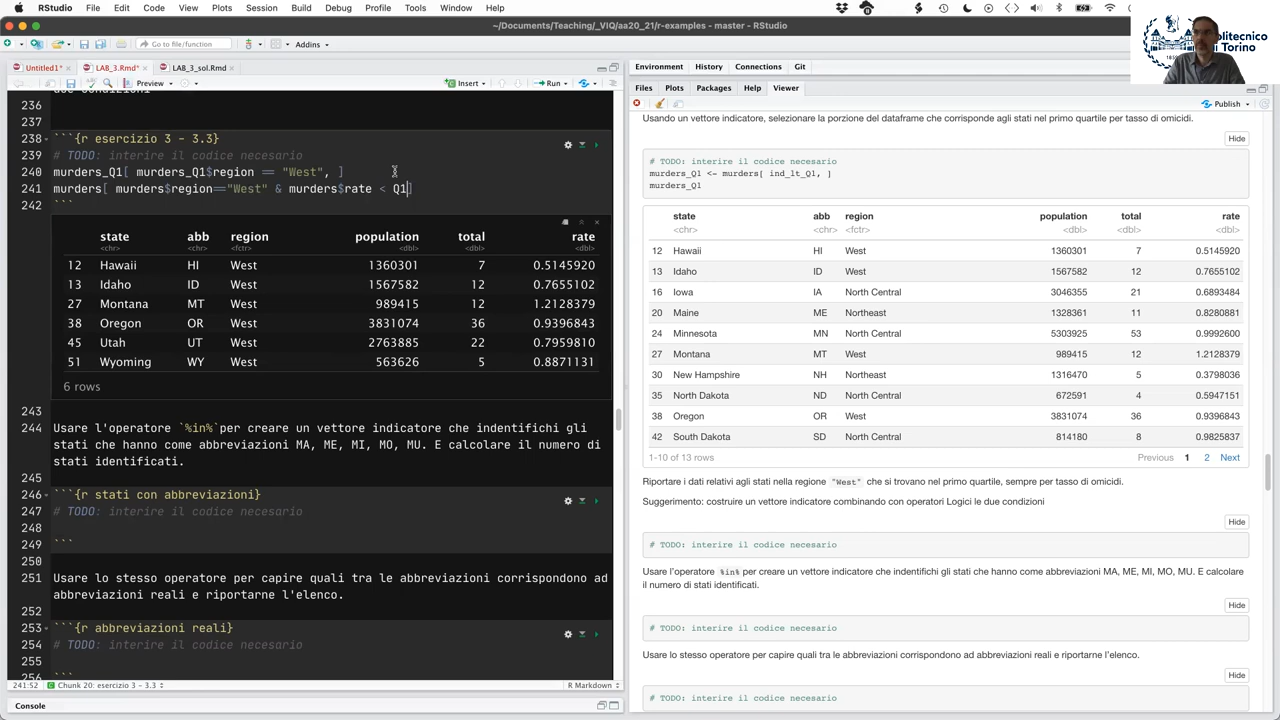 RStudio File Edit Code View Plots Session Build Debug Profile Tools Window Help
~/Documents/Teaching/_VIQ/aa20_21/r-examples - master - RStudio
Go to file/function Addins
Politecnico
di Torino
Untitled1* LAB_3.Rmd* LAB_3_sol.Rmd
Preview Insert Run
236 due condizioni
237
238 ```{r esercizio 3 - 3.3}
239 # TODO: interire il codice necesario
240 murders_Q1[ murders_Q1$region == "West", ]
241 murders[ murders$region=="West" & murders$rate < Q1]
242 ```
state abb region population total rate
<chr> <chr> <fctr> <dbl> <dbl> <dbl>
12 Hawaii HI West 1360301 7 0.5145920
13 Idaho ID West 1567582 12 0.7655102
27 Montana MT West 989415 12 1.2128379
38 Oregon OR West 3831074 36 0.9396843
45 Utah UT West 2763885 22 0.7959810
51 Wyoming WY West 563626 5 0.8871131
6 rows
243
244 Usare l'operatore `%in%`per creare un vettore indicatore che indentifichi gli
stati che hanno come abbreviazioni MA, ME, MI, MO, MU. E calcolare il numero di
stati identificati.
245
246 ```{r stati con abbreviazioni}
247 # TODO: interire il codice necesario
248
249 ```
250
251 Usare lo stesso operatore per capire quali tra le abbreviazioni corrispondono ad
abbreviazioni reali e riportarne l'elenco.
252
253 ```{r abbreviazioni reali}
254 # TODO: interire il codice necesario
255
256 ```
241:52 Chunk 20: esercizio 3 - 3.3 R Markdown
Console
Environment History Connections Git
Files Plots Packages Help Viewer
Publish
Usando un vettore indicatore, selezionare la porzione del dataframe che corrisponde agli stati nel primo quartile per tasso di omicidi.
Hide
# TODO: interire il codice necesario
murders_Q1 <- murders[ ind_lt_Q1, ]
murders_Q1
state abb region population total rate
<chr> <chr> <fctr> <dbl> <dbl> <dbl>
12 Hawaii HI West 1360301 7 0.5145920
13 Idaho ID West 1567582 12 0.7655102
16 Iowa IA North Central 3046355 21 0.6893484
20 Maine ME Northeast 1328361 11 0.8280881
24 Minnesota MN North Central 5303925 53 0.9992600
27 Montana MT West 989415 12 1.2128379
30 New Hampshire NH Northeast 1316470 5 0.3798036
35 North Dakota ND North Central 672591 4 0.5947151
38 Oregon OR West 3831074 36 0.9396843
42 South Dakota SD North Central 814180 8 0.9825837
1-10 of 13 rows Previous 1 2 Next
Riportare i dati relativi agli stati nella regione "West" che si trovano nel primo quartile, sempre per tasso di omicidi.
Suggerimento: costruire un vettore indicatore combinando con operatori Logici le due condizioni
Hide
# TODO: interire il codice necesario
Usare l'operatore %in% per creare un vettore indicatore che indentifichi gli stati che hanno come abbreviazioni MA, ME, MI, MO, MU. E calcolare
il numero di stati identificati.
Hide
# TODO: interire il codice necesario
Usare lo stesso operatore per capire quali tra le abbreviazioni corrispondono ad abbreviazioni reali e riportarne l'elenco.
Hide
# TODO: interire il codice necesario